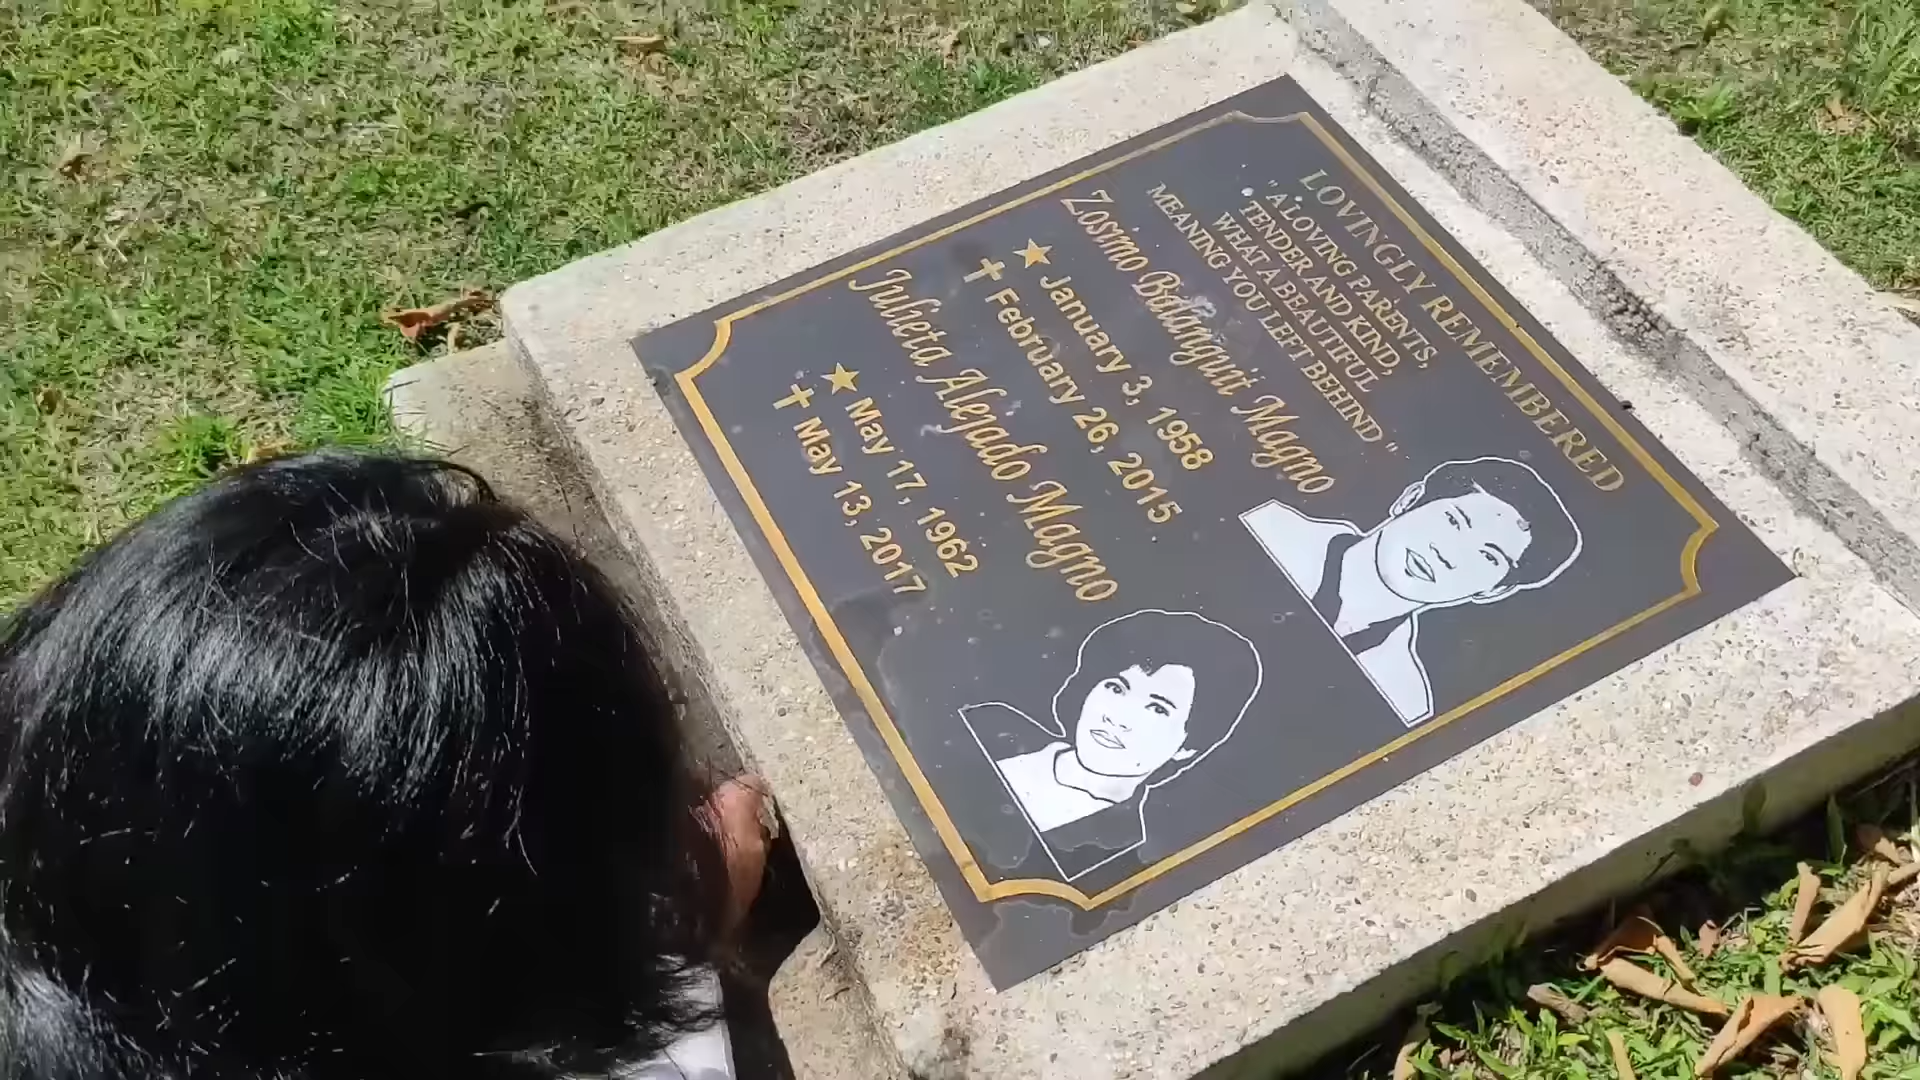 LOVINGLY REMEMBERED
"A LOVING PARENTS,
TENDER AND KIND,
WHAT A BEAUTIFUL
MEANING YOU LEFT BEHIND"
Zosimo Balanguit Magno
January 3, 1958
February 26, 2015
Julieta Alejado Magno
May 17, 1962
May 13, 2017